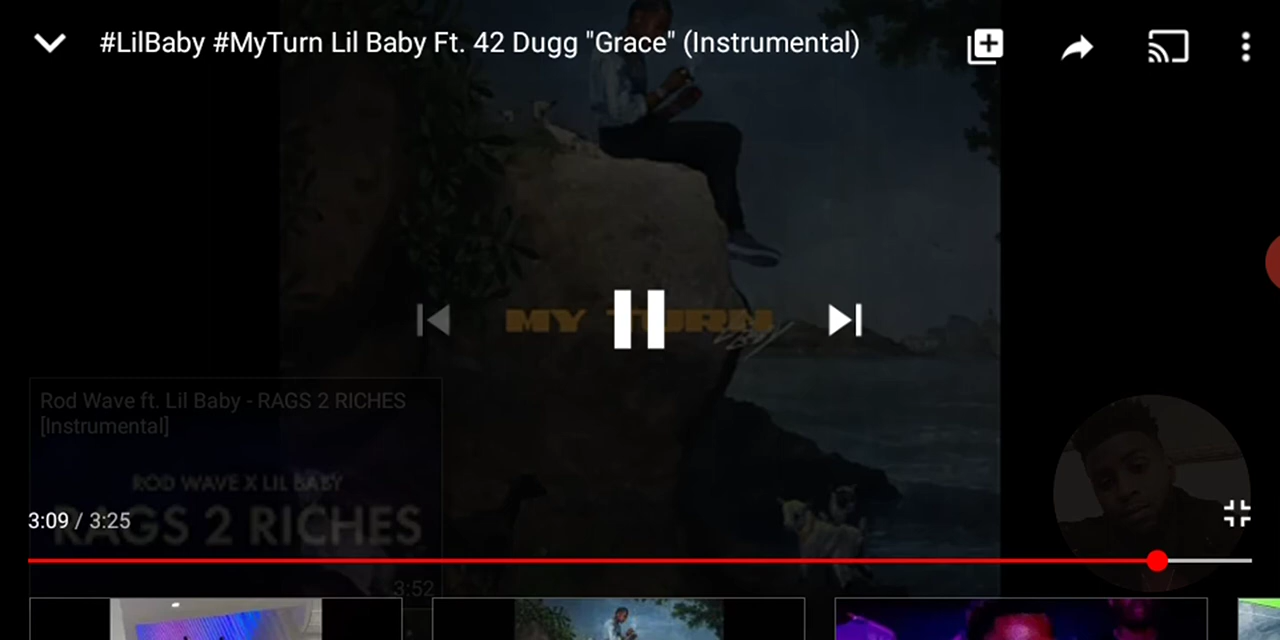 #LilBaby #MyTurn Lil Baby Ft. 42 Dugg "Grace" (Instrumental)
MY TURN
Rod Wave ft. Lil Baby - RAGS 2 RICHES
[Instrumental]
ROD WAVE X LIL BABY
RAGS 2 RICHES
3:09 / 3:25
3:52